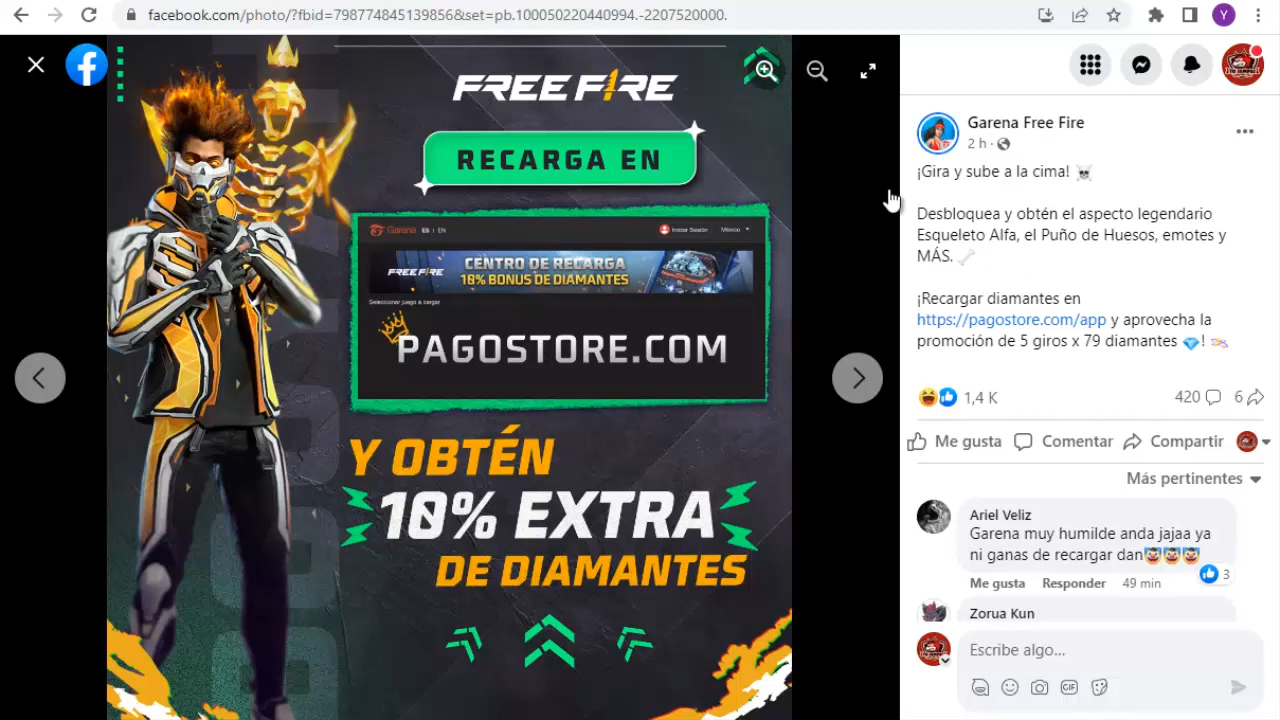 facebook.com/photo/?fbid=798774845139856&set=pb.100050220440994.-2207520000.
Y
FREE FIRE
RECARGA EN
Garena ES | EN
Iniciar Sesión México
FREE FIRE
CENTRO DE RECARGA
10% BONUS DE DIAMANTES
Seleccionar juego a cargar
PAGOSTORE.COM
Y OBTÉN
10% EXTRA
DE DIAMANTES
Garena Free Fire
2 h ·
¡Gira y sube a la cima! ☠️
Desbloquea y obtén el aspecto legendario
Esqueleto Alfa, el Puño de Huesos, emotes y
MÁS. 🦴
¡Recargar diamantes en
https://pagostore.com/app y aprovecha la
promoción de 5 giros x 79 diamantes 💎!
1,4 K
420
6
Me gusta
Comentar
Compartir
Más pertinentes
Ariel Veliz
Garena muy humilde anda jajaa ya
ni ganas de recargar dan🤡🤡🤡
3
Me gusta Responder 49 min
Zorua Kun
Escribe algo...
GIF